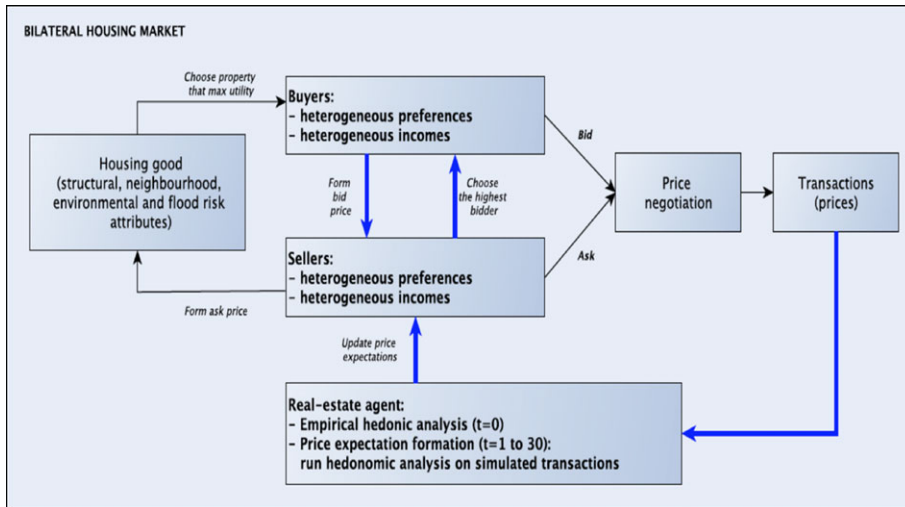 BILATERAL HOUSING MARKET
Choose property
that max utility
Buyers:
- heterogeneous preferences
- heterogeneous incomes
Housing good
(structural, neighbourhood,
environmental and flood risk
attributes)
Form
bid
price
Choose
the highest
bidder
Bid
Price
negotiation
Transactions
(prices)
Ask
Sellers:
- heterogeneous preferences
- heterogeneous incomes
Form ask price
Update price
expectations
Real-estate agent:
- Empirical hedonic analysis (t=0)
- Price expectation formation (t=1 to 30):
run hedonomic analysis on simulated transactions